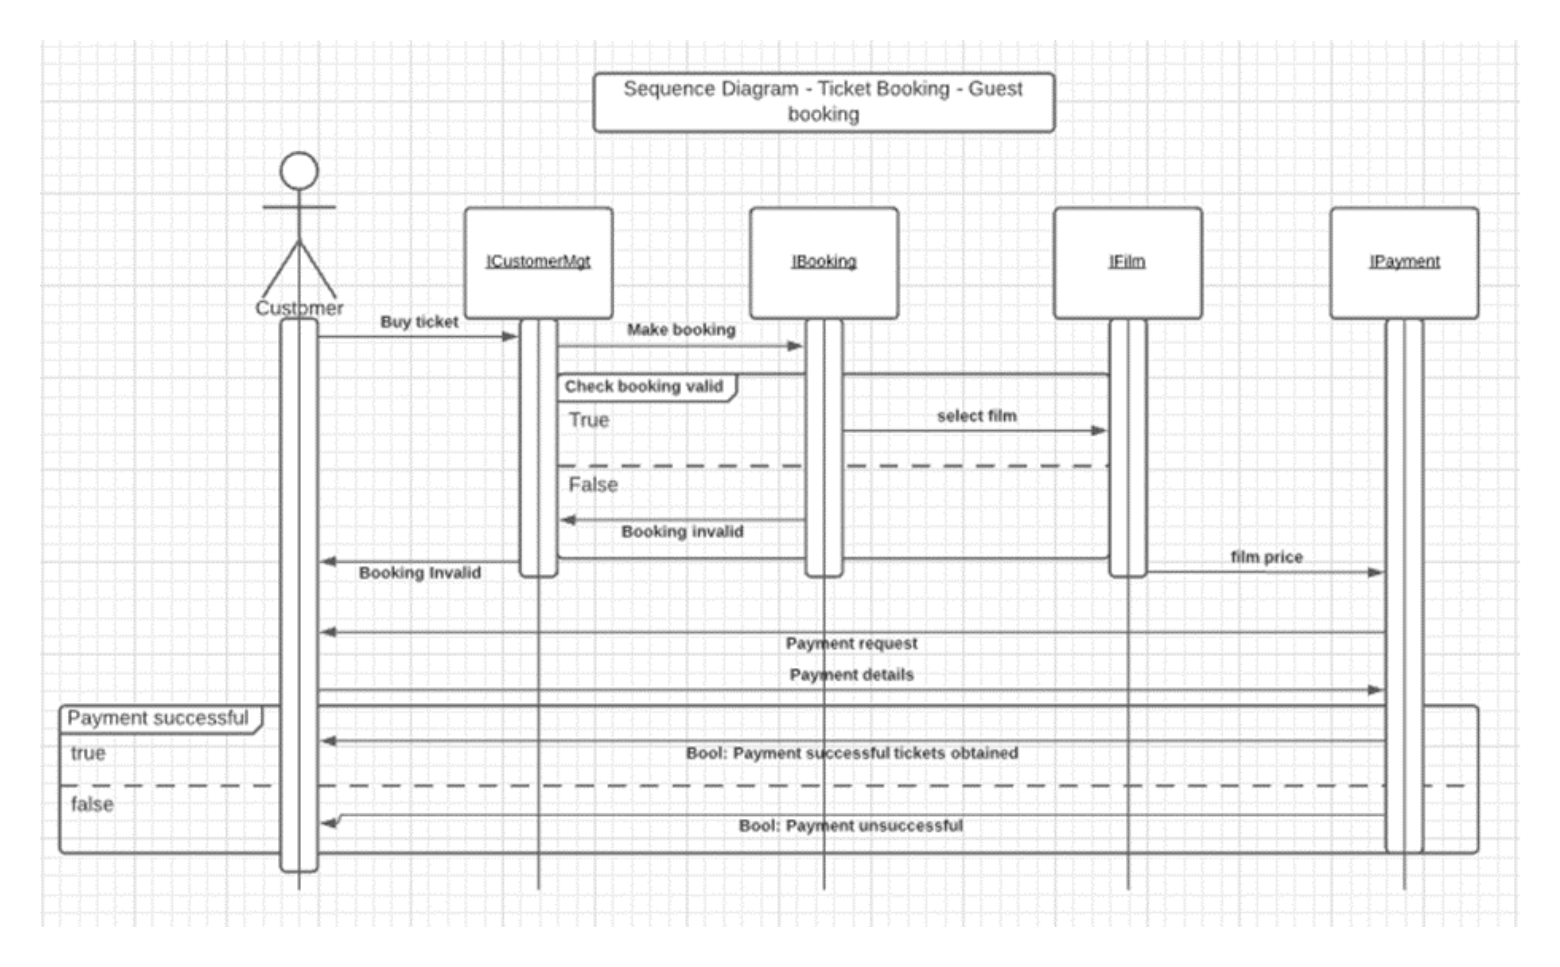 Sequence Diagram - Ticket Booking - Guest
booking
ICustomerMgt
IBooking
IFilm
IPayment
Customer
Buy ticket
Make booking
Check booking valid
True
select film
False
Booking invalid
film price
Booking Invalid
Payment request
Payment details
Payment successful
true
Bool: Payment successful tickets obtained
false
Bool: Payment unsuccessful